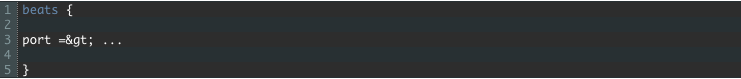 1 beats {
2
3 port =&gt; ...
4
5 }